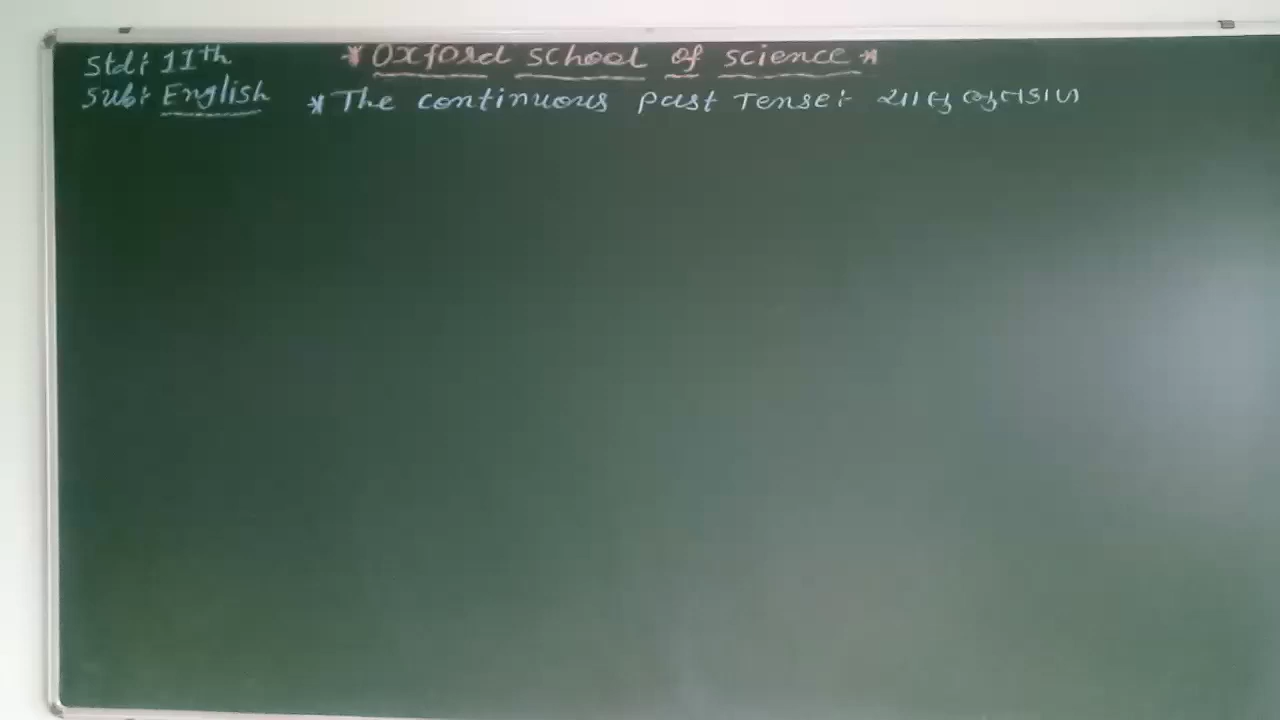 Std: 11th * Oxford school of science *
Sub: English * The continuous past Tense:- ચાલુ ભૂતકાળ